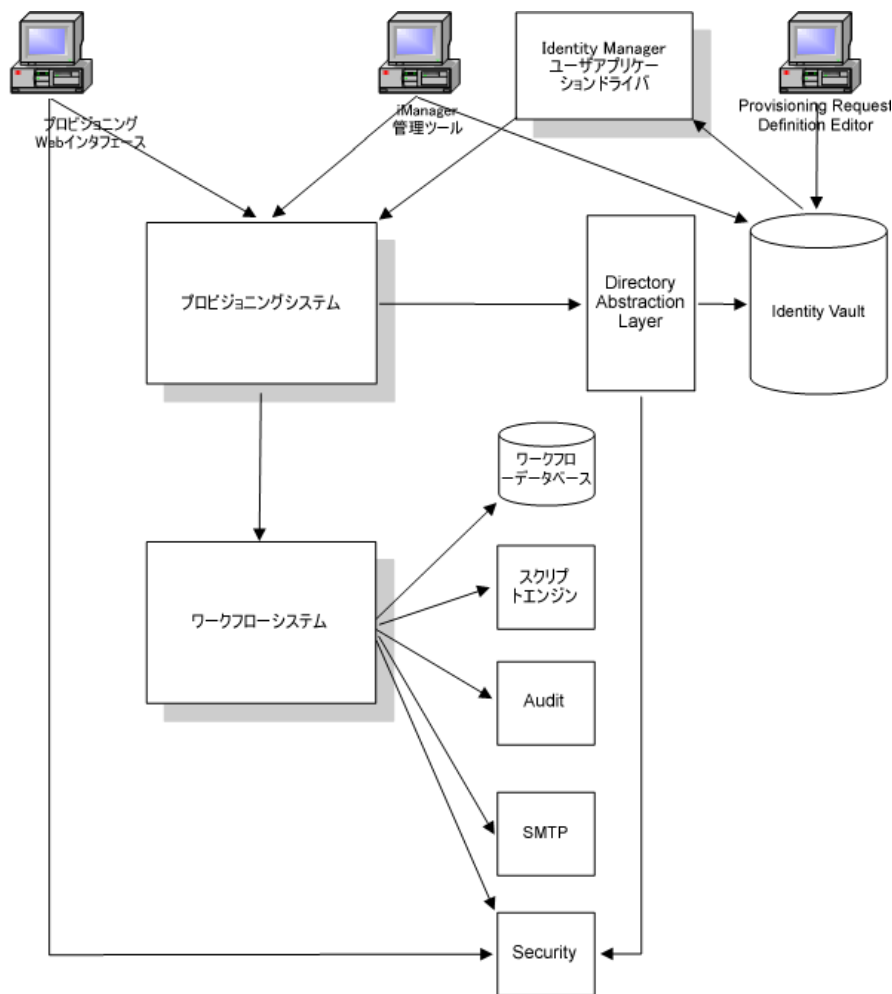 Identity Manager
ユーザアプリケー
ションドライバ
プロビジョニング
Webインタフェース
iManager
管理ツール
Provisioning Request
Definition Editor
プロビジョニングシステム
Directory
Abstraction
Layer
Identity Vault
ワークフロ
ーデータベース
スクリプ
トエンジン
ワークフローシステム
Audit
SMTP
Security